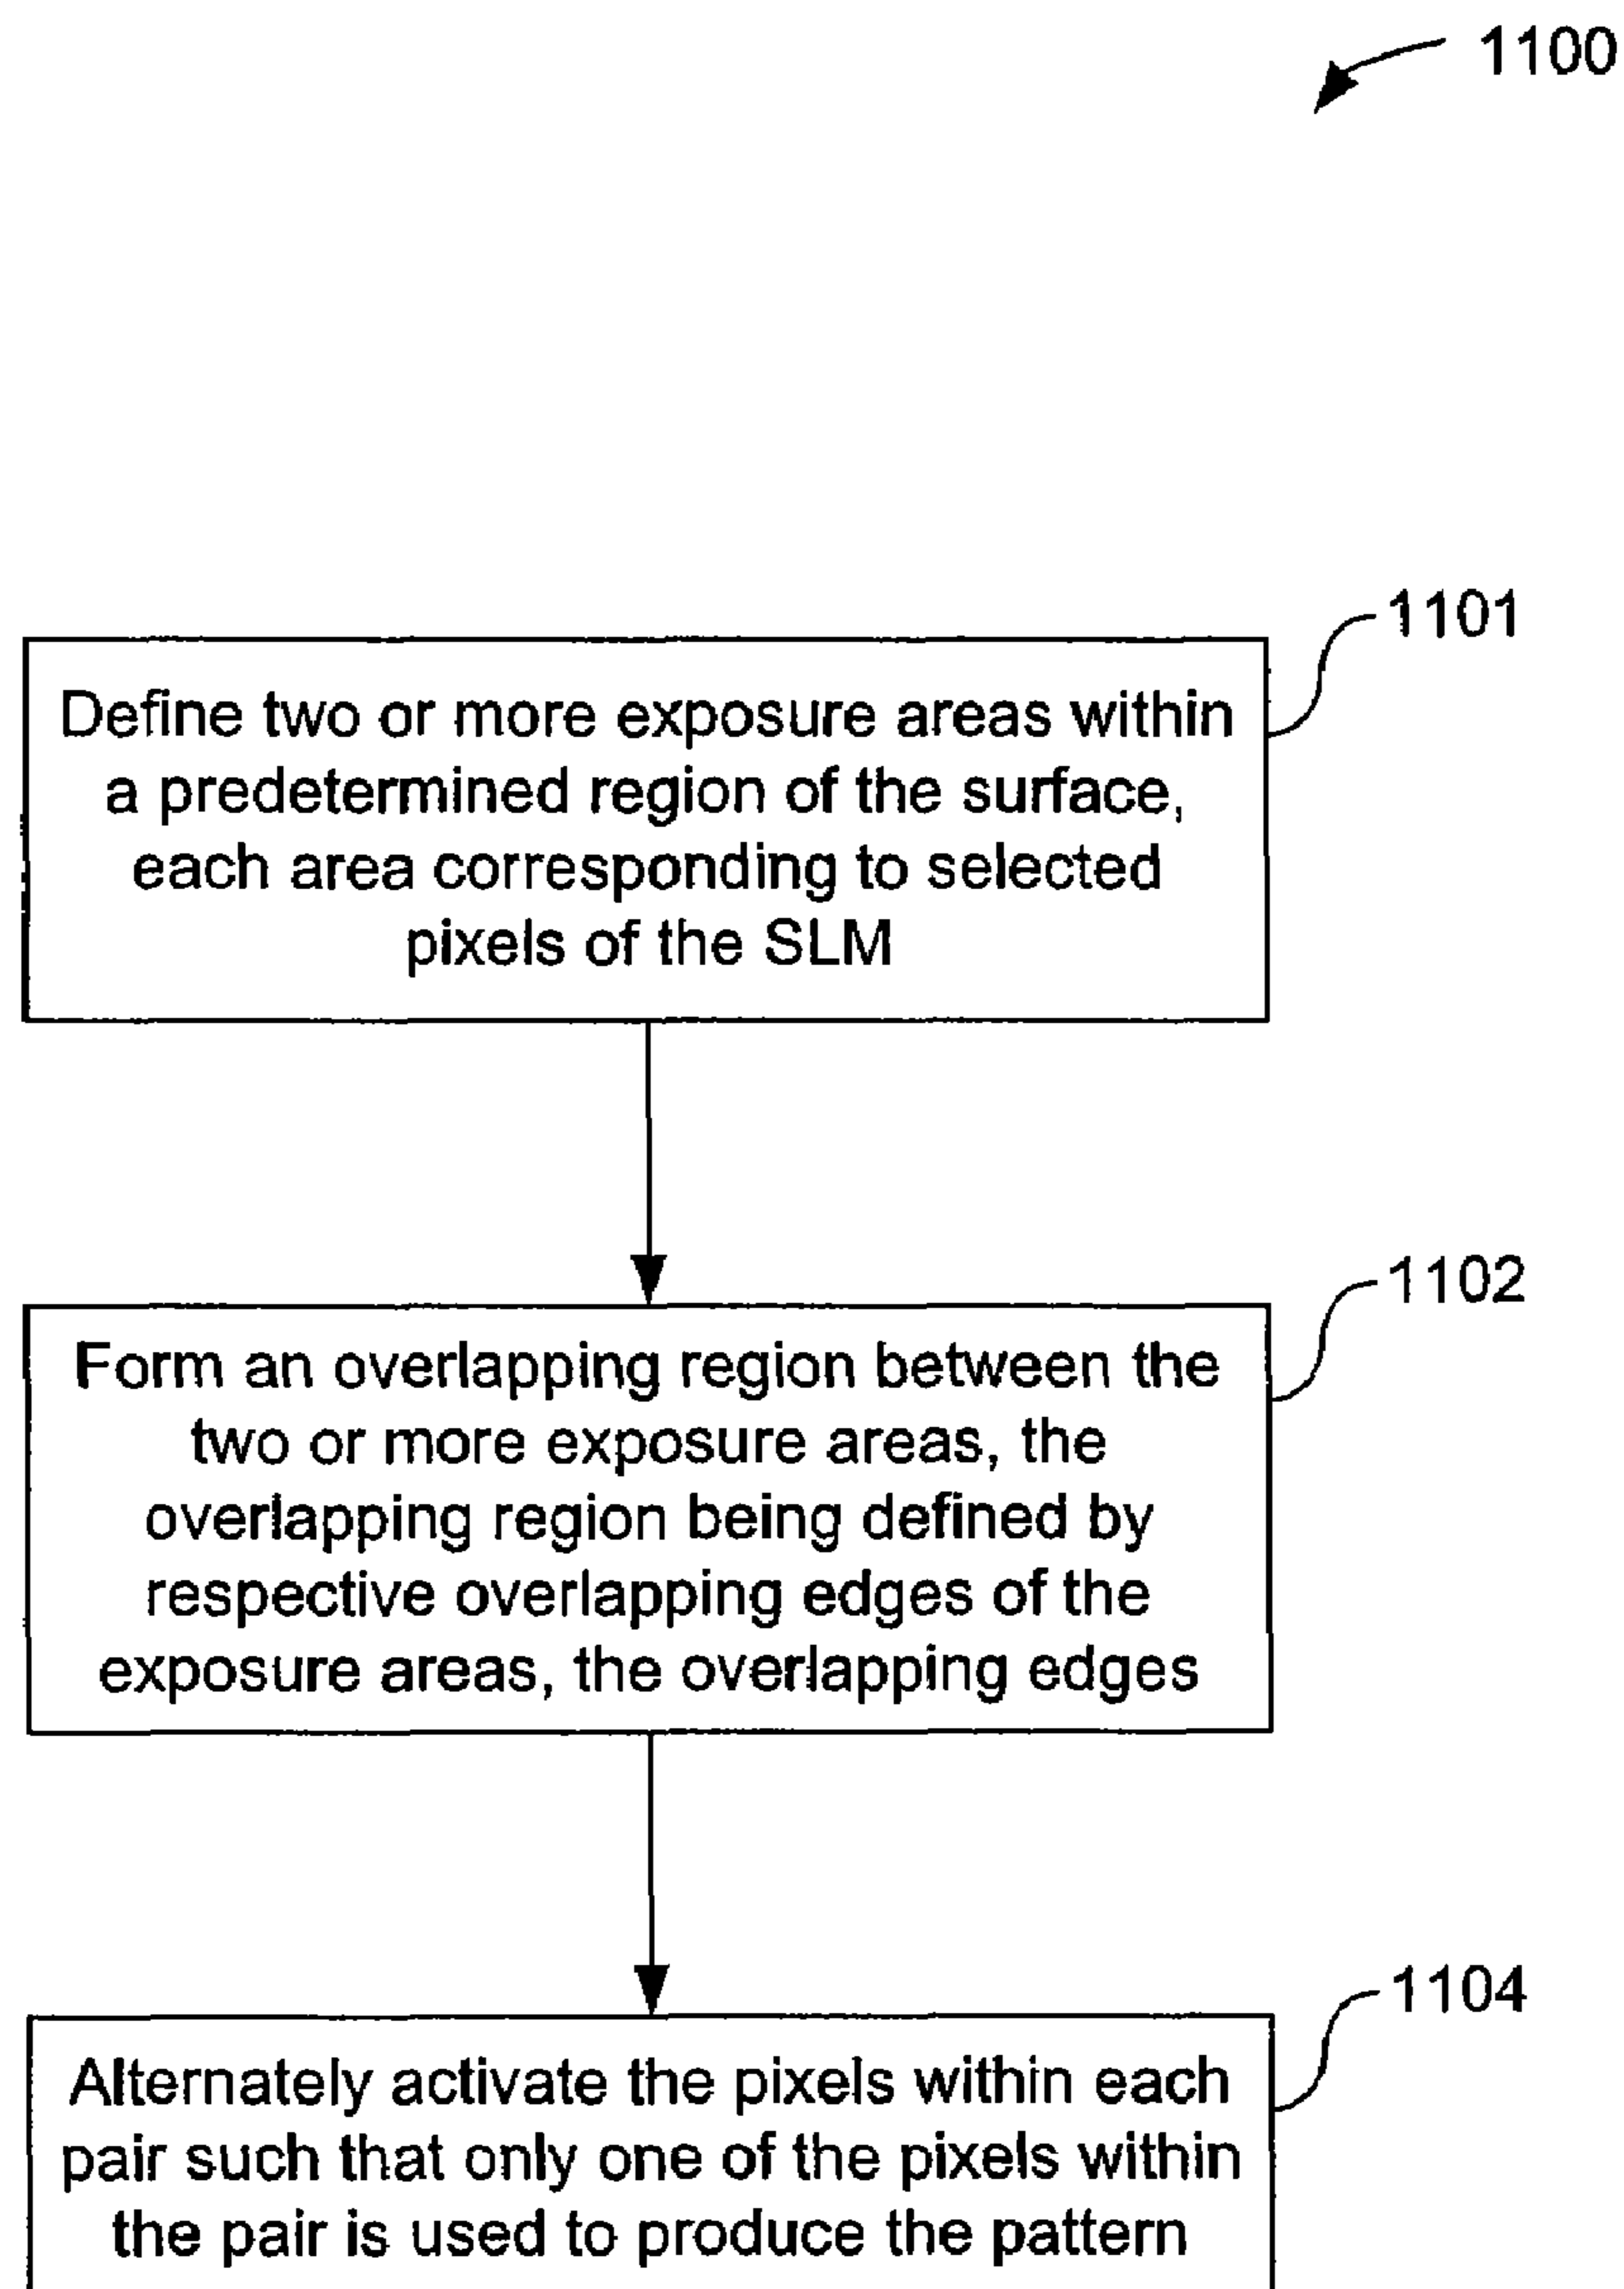 1100
1101
Define two or more exposure areas within
a predetermined region of the surface,
each area corresponding to selected
pixels of the SLM
1102
Form an overlapping region between the
two or more exposure areas, the
overlapping region being defined by
respective overlapping edges of the
exposure areas, the overlapping edges
1104
Alternately activate the pixels within each
pair such that only one of the pixels within
the pair is used to produce the pattern